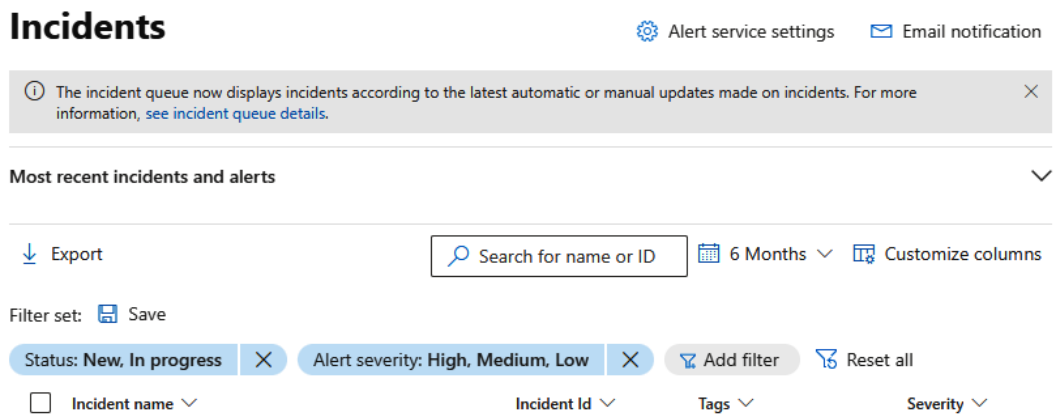 Incidents
Alert service settings
Email notification
The incident queue now displays incidents according to the latest automatic or manual updates made on incidents. For more
information, see incident queue details.
Most recent incidents and alerts
Export
Search for name or ID
6 Months
Customize columns
Filter set:
Save
Status: New, In progress
Alert severity: High, Medium, Low
Add filter
Reset all
Incident name
Incident Id
Tags
Severity